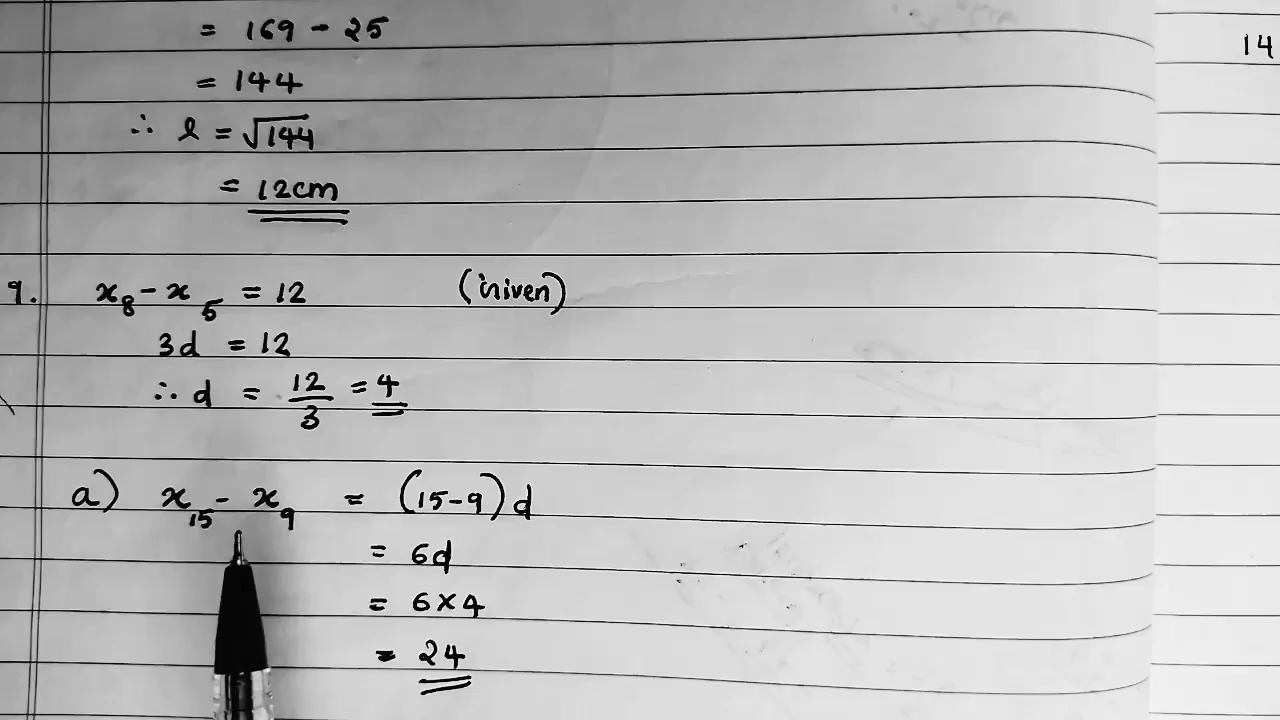 = 169 - 25
= 144
∴ l = √144
= 12cm
9. x₈ - x₅ = 12 (Given)
3d = 12
∴ d = 12/3 = 4
a) x₁₅ - x₉ = (15-9)d
= 6d
= 6×4
= 24
14